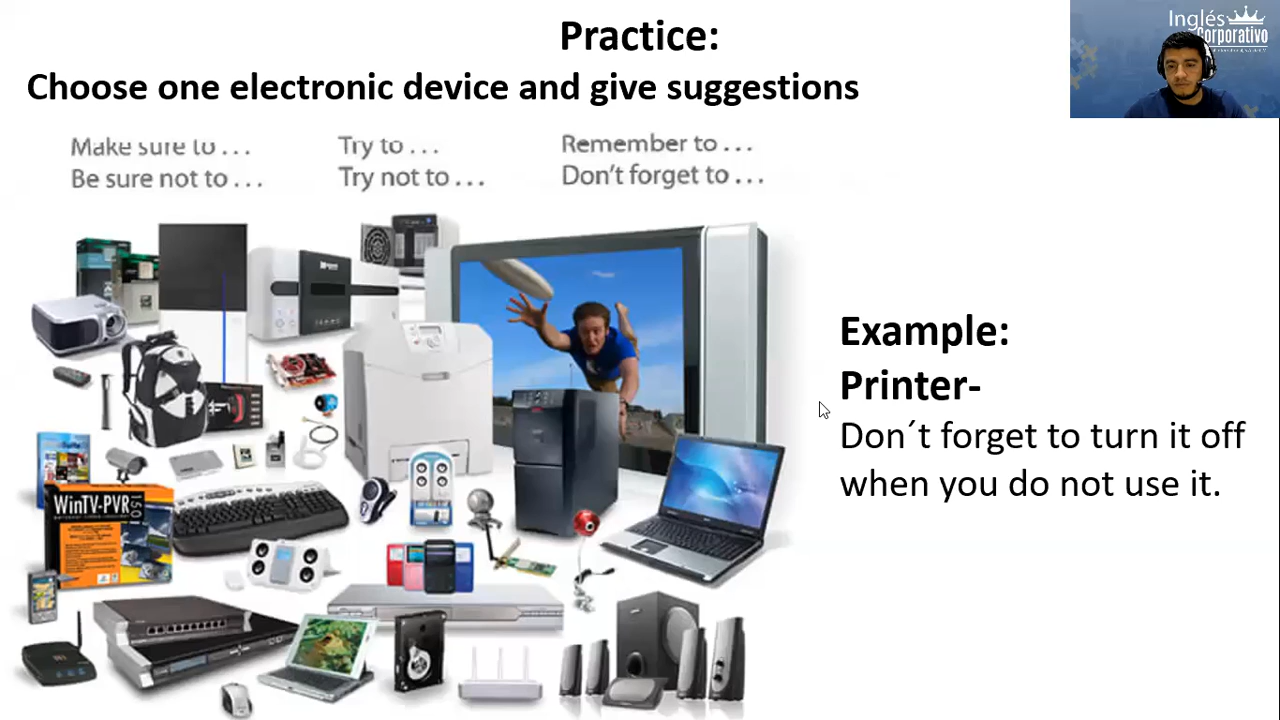 Practice:
Choose one electronic device and give suggestions
Make sure to . . .
Try to . . .
Remember to . . .
Be sure not to . . .
Try not to . . .
Don't forget to . . .
Inglés
Corporativo
WinTV-PVR
150
Example:
Printer-
Don´t forget to turn it off
when you do not use it.